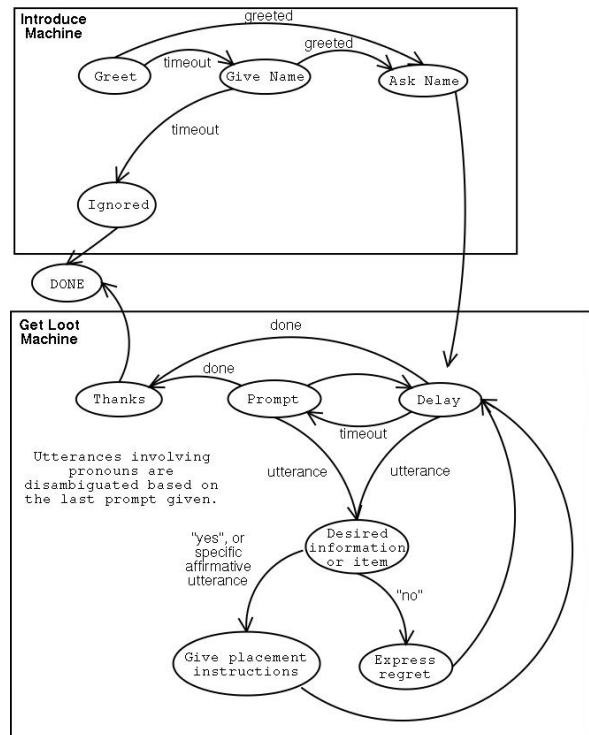 Introduce
Machine
greeted
greeted
timeout
Greet
Give Name
Ask Name
timeout
Ignored
DONE
Get Loot
Machine
done
done
Thanks
Prompt
Delay
timeout
Utterances involving
pronouns are
disambiguated based on
the last prompt given.
utterance
utterance
"yes", or
specific
affirmative
utterance
Desired
information
or item
"no"
Give placement
instructions
Express
regret